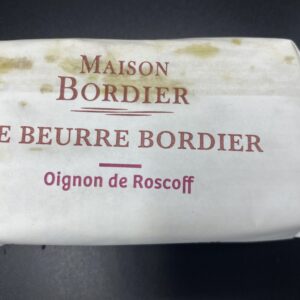 MAISON
BORDIER
E BEURRE BORDIER
Oignon de Roscoff